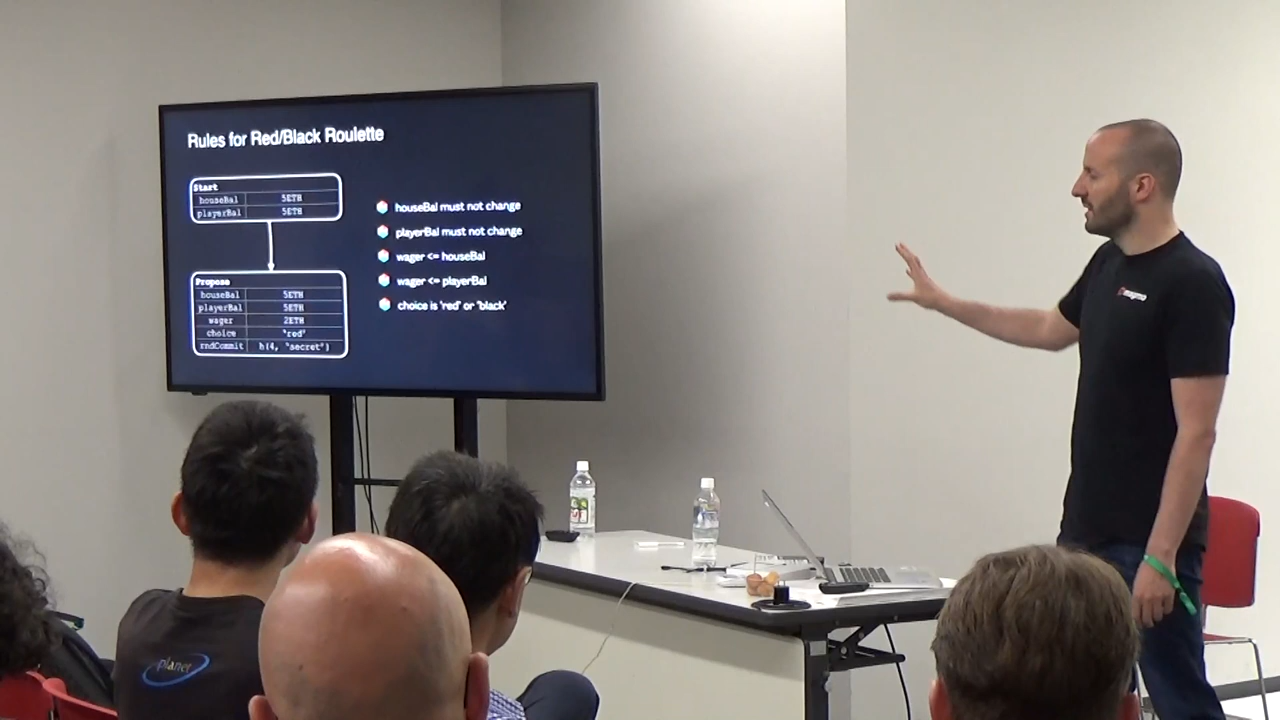 Rules for Red/Black Roulette
Start
houseBal 5ETH
playerBal 5ETH
Propose
houseBal 5ETH
playerBal 5ETH
wager 2ETH
choice "red"
rndCommit h(4, "secret")
houseBal must not change
playerBal must not change
wager <= houseBal
wager <= playerBal
choice is 'red' or 'black'
planet